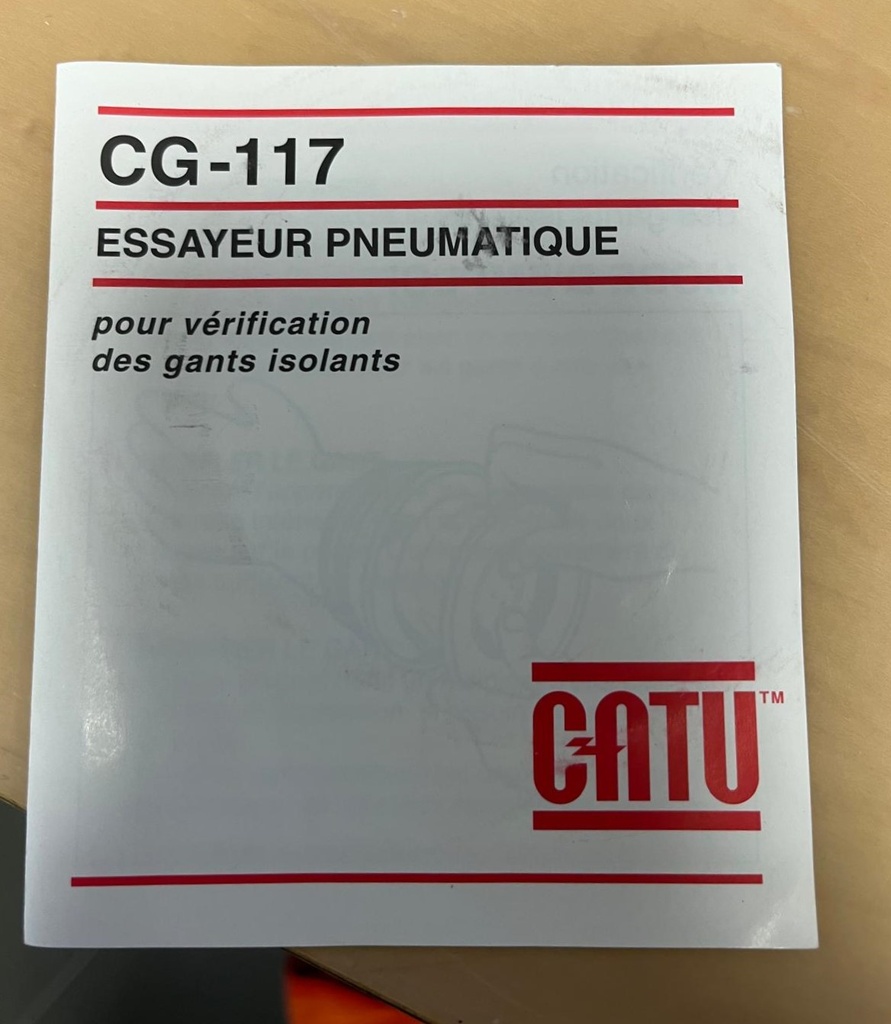 CG-117
ESSAYEUR PNEUMATIQUE
pour vérification
des gants isolants
CATU™